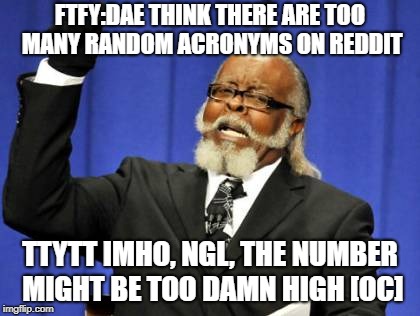 FTFY:DAE THINK THERE ARE TOO
MANY RANDOM ACRONYMS ON REDDIT
TTYTT IMHO, NGL, THE NUMBER
MIGHT BE TOO DAMN HIGH [OC]
imgflip.com